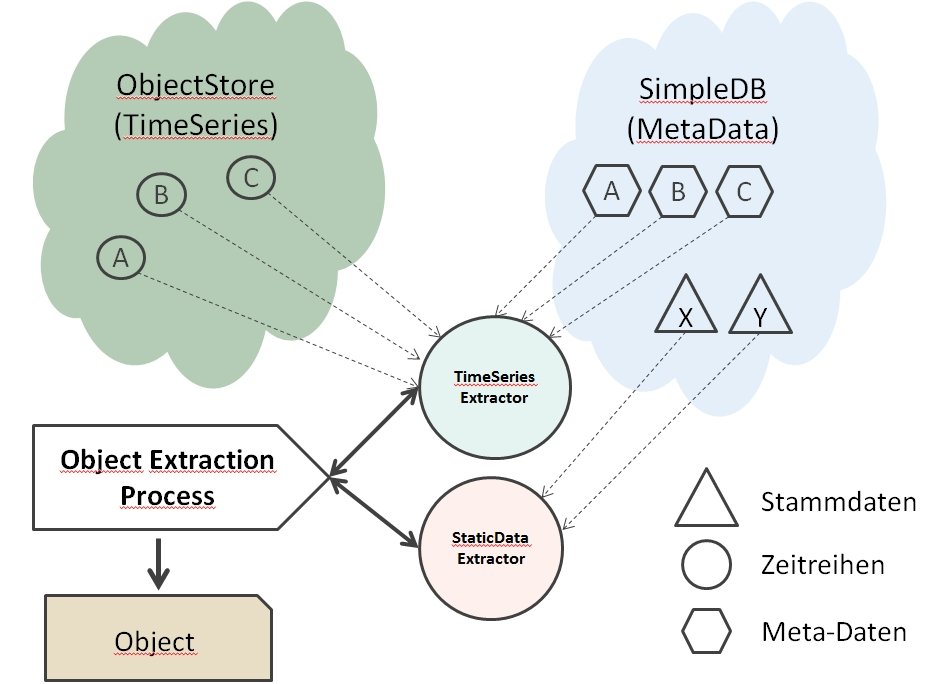 ObjectStore
(TimeSeries)
SimpleDB
(MetaData)
C
B
A
A
B
C
X
Y
TimeSeries
Extractor
Object Extraction
Process
StaticData
Extractor
Object
Stammdaten
Zeitreihen
Meta-Daten